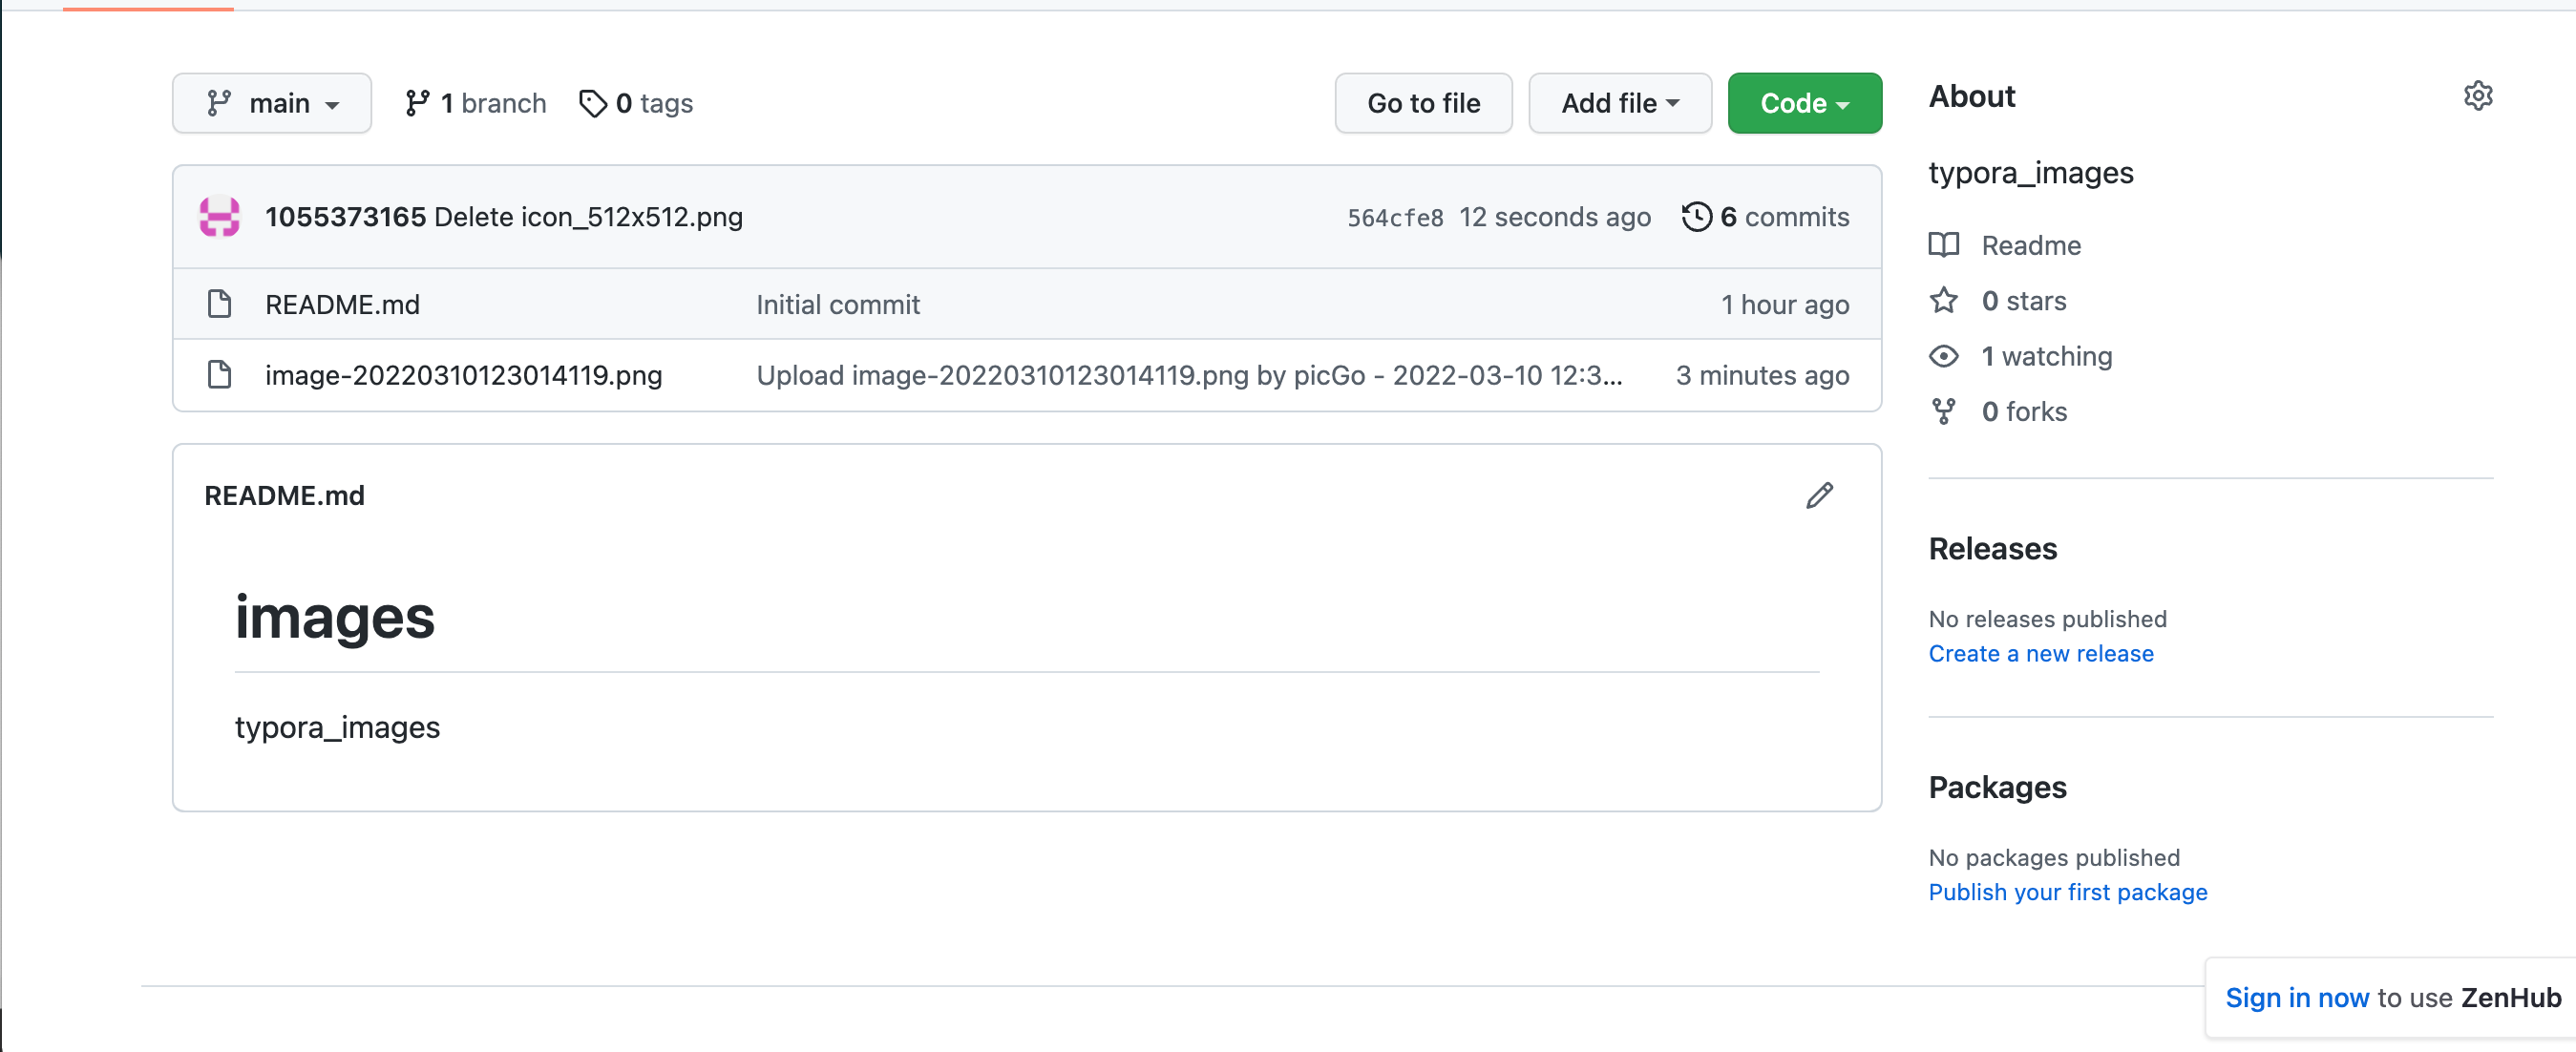 main
1 branch
0 tags
Go to file
Add file
Code
1055373165 Delete icon_512x512.png
564cfe8 12 seconds ago
6 commits
README.md
Initial commit
1 hour ago
image-20220310123014119.png
Upload image-20220310123014119.png by picGo - 2022-03-10 12:3...
3 minutes ago
README.md
images
typora_images
About
typora_images
Readme
0 stars
1 watching
0 forks
Releases
No releases published
Create a new release
Packages
No packages published
Publish your first package
Sign in now to use ZenHub